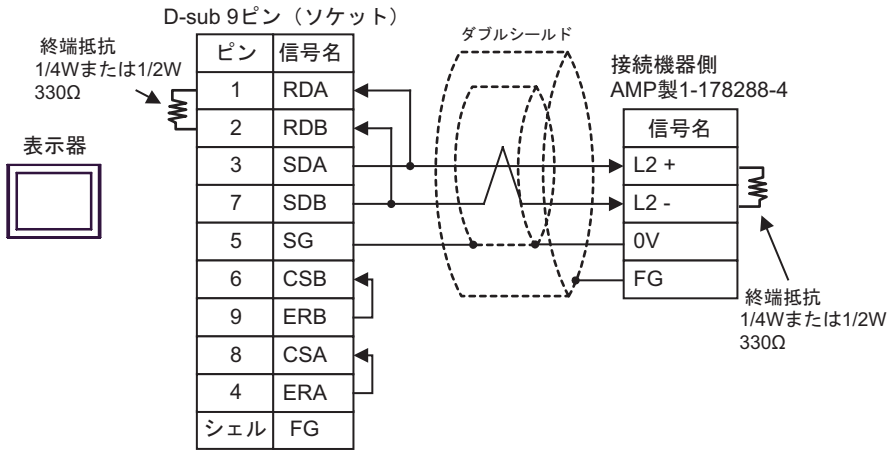 D-sub 9ピン（ソケット）
終端抵抗
1/4Wまたは1/2W
330Ω
表示器
ピン 信号名
1 RDA
2 RDB
3 SDA
7 SDB
5 SG
6 CSB
9 ERB
8 CSA
4 ERA
シェル FG
ダブルシールド
接続機器側
AMP製1-178288-4
信号名
L2 +
L2 -
0V
FG
終端抵抗
1/4Wまたは1/2W
330Ω